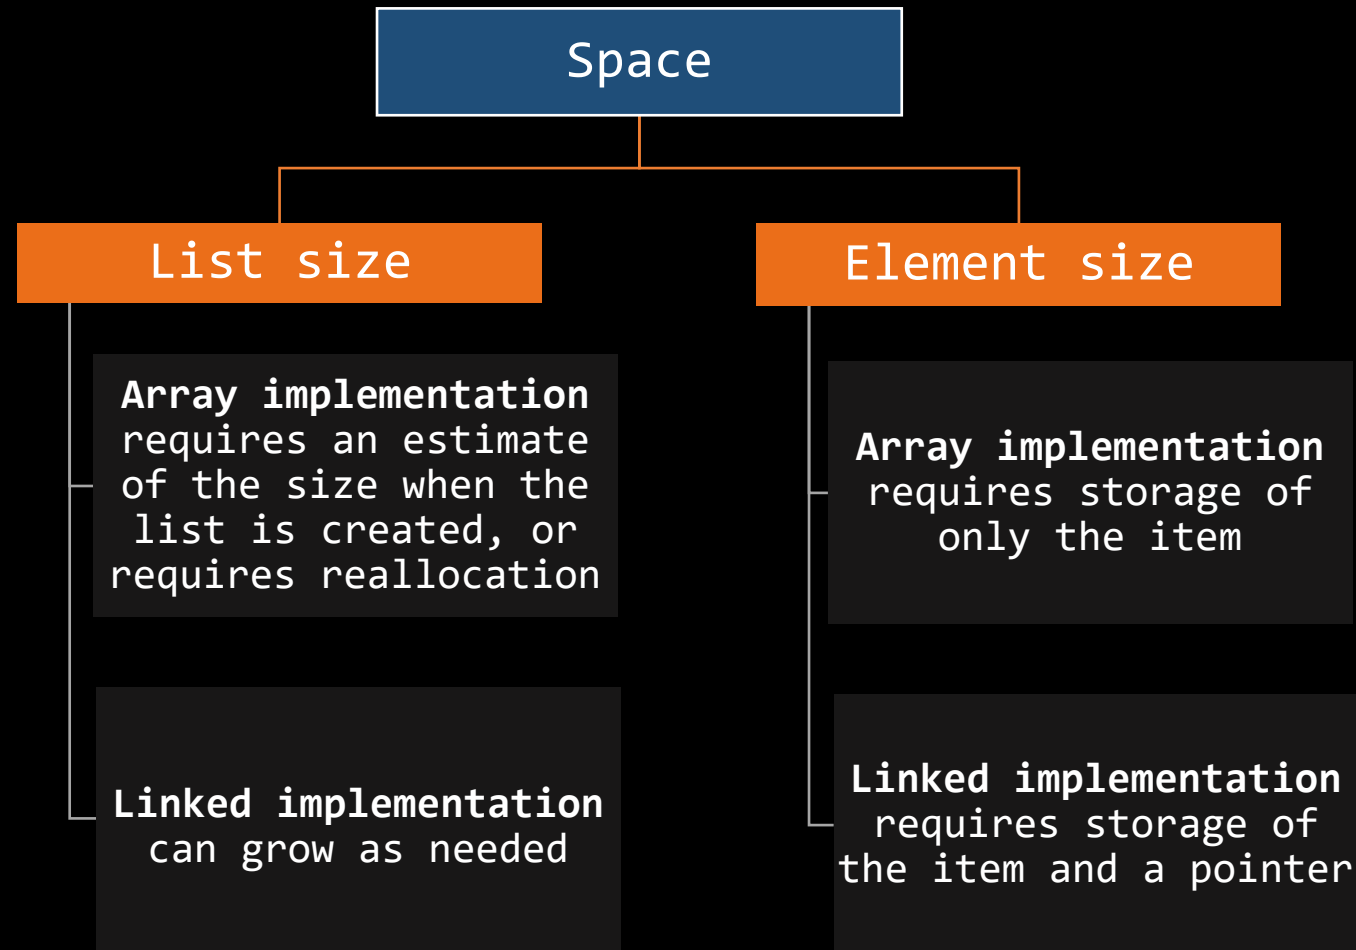 Space
List size
Array implementation
requires an estimate
of the size when the
list is created, or
requires reallocation
Linked implementation
can grow as needed
Element size
Array implementation
requires storage of
only the item
Linked implementation
requires storage of
the item and a pointer